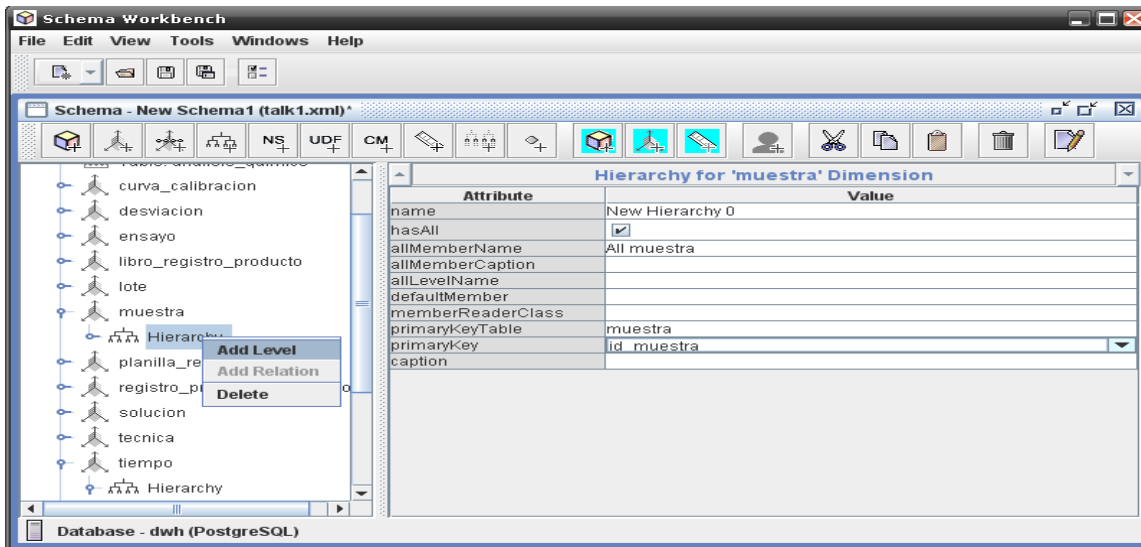 Schema Workbench
File Edit View Tools Windows Help
Schema - New Schema1 (talk1.xml)*
NS UDF CM
Table: analisis_quimico
curva_calibracion
desviacion
ensayo
libro_registro_producto
lote
muestra
Hierarchy
planilla_re
registro_p
solucion
tecnica
tiempo
Hierarchy
Add Level
Add Relation
Delete
Hierarchy for 'muestra' Dimension
Attribute Value
name New Hierarchy 0
hasAll
allMemberName All muestra
allMemberCaption
allLevelName
defaultMember
memberReaderClass
primaryKeyTable muestra
primaryKey id_muestra
caption
Database - dwh (PostgreSQL)